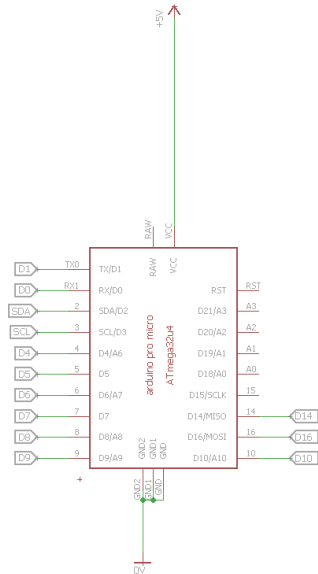 +5V
RAW
VCC
RAW
VCC
D1 TX0 TX/D1 RST RST
D0 RX1 RX/D0 D21/A3 A3
SDA 2 SDA/D2 D20/A2 A2
SCL 3 SCL/D3 D19/A1 A1
D4 4 D4/A6 D18/A0 A0
D5 5 D5 D15/SCLK 15
D6 6 D6/A7 D14/MISO 14 D14
D7 7 D7 D16/MOSI 16 D16
D8 8 D8/A8 D10/A10 10 D10
D9 9 D9/A9
arduino pro micro
ATmega32u4
GND2
GND1
GND
GND2
GND1
GND
0V